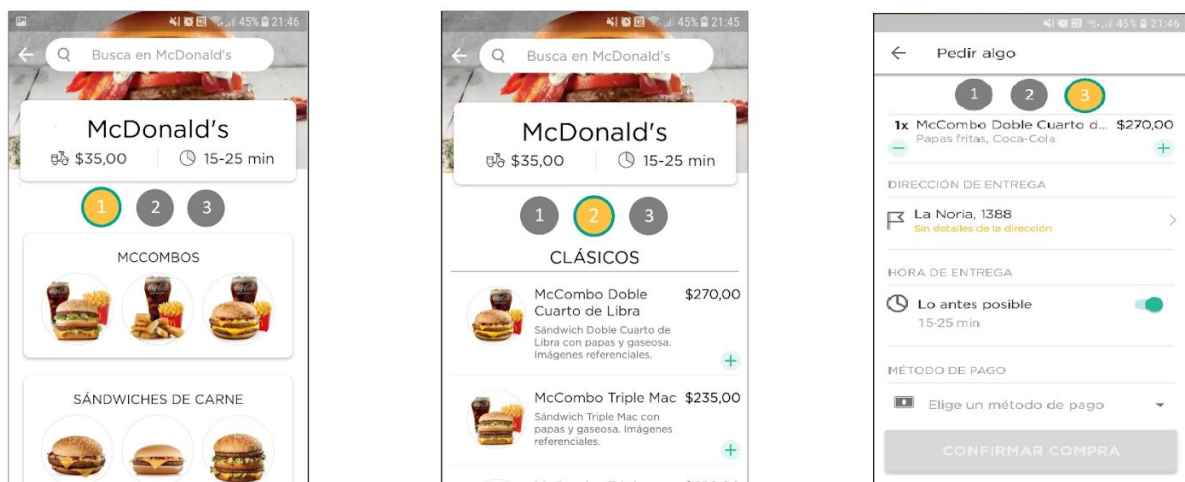 45% 21:46
Busca en McDonald's
McDonald's
$35,00 15-25 min
1 2 3
MCCOMBOS
SÁNDWICHES DE CARNE
45% 21:45
Busca en McDonald's
McDonald's
$35,00 15-25 min
1 2 3
CLÁSICOS
McCombo Doble $270,00
Cuarto de Libra
Sándwich Doble Cuarto de
Libra con papas y gaseosa.
Imágenes referenciales.
McCombo Triple Mac $235,00
Sándwich Triple Mac con
papas y gaseosa. Imágenes
referenciales.
45% 21:46
Pedir algo
1 2 3
1x McCombo Doble Cuarto d... $270,00
Papas fritas, Coca-Cola
DIRECCIÓN DE ENTREGA
La Noria, 1388
Sin detalles de la dirección
HORA DE ENTREGA
Lo antes posible
15-25 min
MÉTODO DE PAGO
Elige un método de pago
CONFIRMAR COMPRA